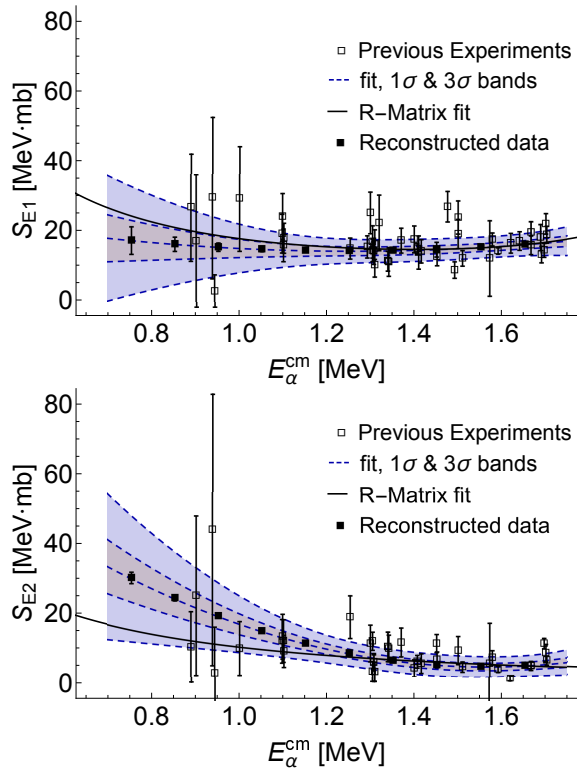 80
60
40
20
0
S_E1 [MeV·mb]
□ Previous Experiments
fit, 1σ & 3σ bands
R−Matrix fit
■ Reconstructed data
0.8 1.0 1.2 1.4 1.6
E_α^cm [MeV]
80
60
40
20
0
S_E2 [MeV·mb]
□ Previous Experiments
fit, 1σ & 3σ bands
R−Matrix fit
■ Reconstructed data
0.8 1.0 1.2 1.4 1.6
E_α^cm [MeV]